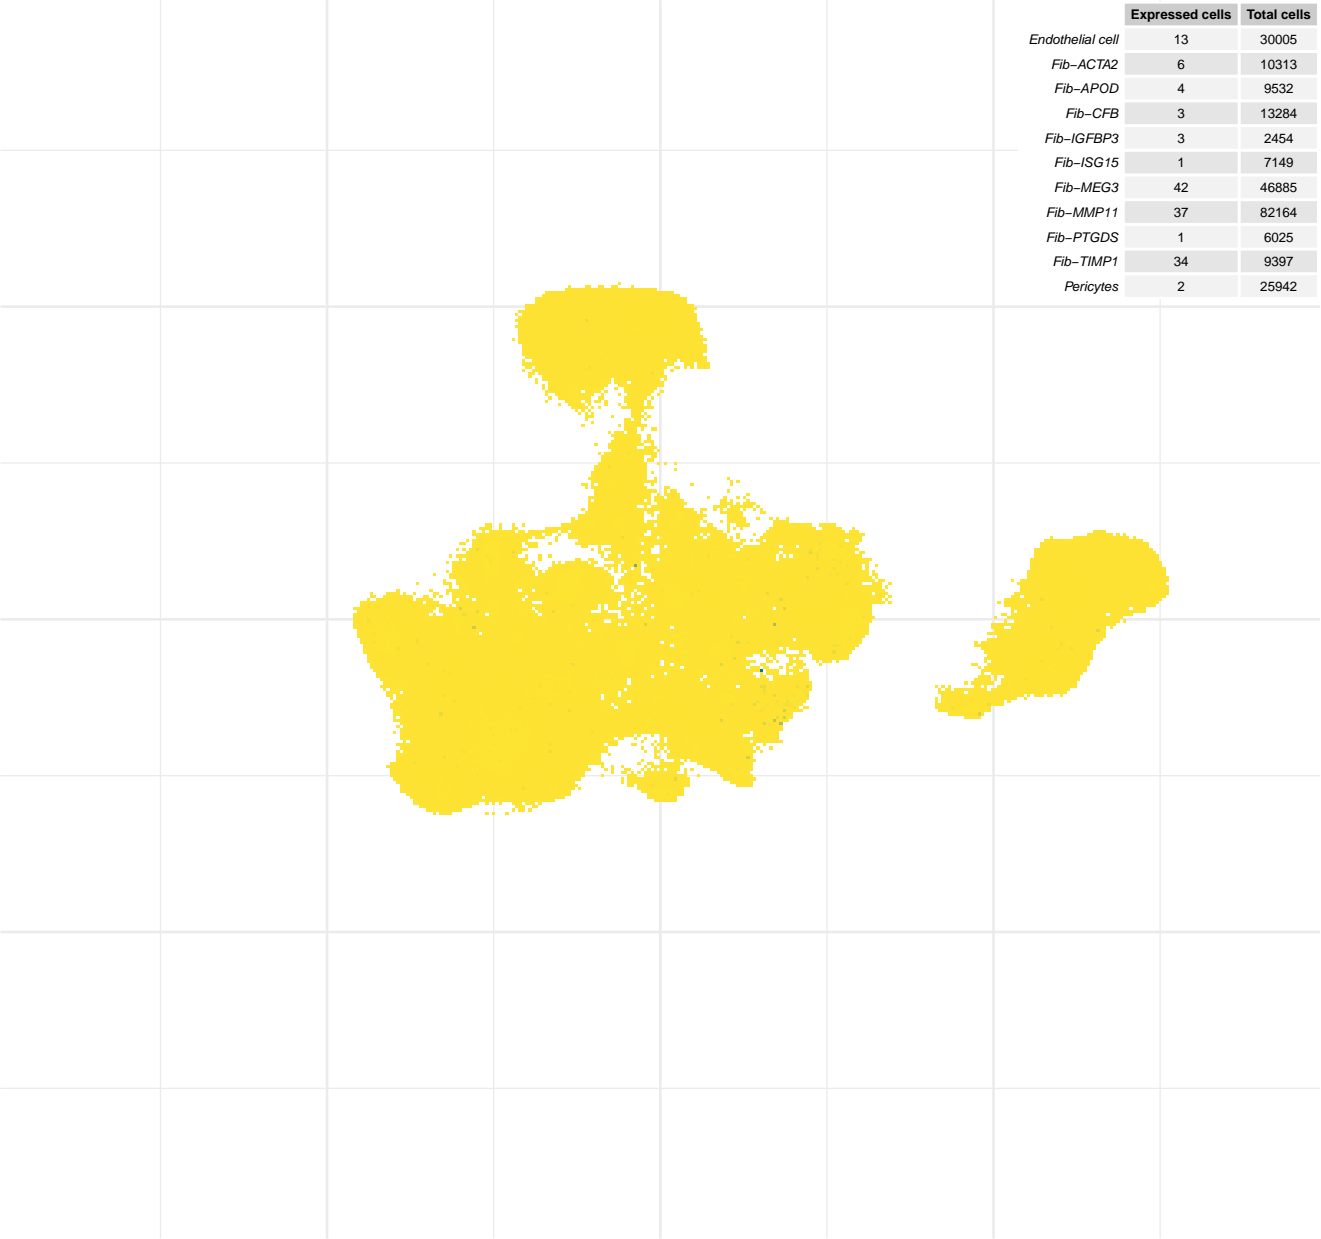 Expressed cells Total cells
Endothelial cell 13 30005
Fib−ACTA2 6 10313
Fib−APOD 4 9532
Fib−CFB 3 13284
Fib−IGFBP3 3 2454
Fib−ISG15 1 7149
Fib−MEG3 42 46885
Fib−MMP11 37 82164
Fib−PTGDS 1 6025
Fib−TIMP1 34 9397
Pericytes 2 25942